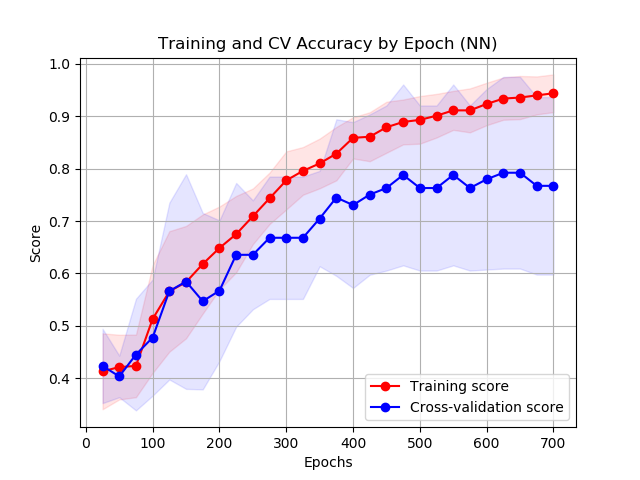 Training and CV Accuracy by Epoch (NN)
1.0
0.9
0.8
0.7
0.6
0.5
0.4
Score
0 100 200 300 400 500 600 700
Epochs
Training score
Cross-validation score